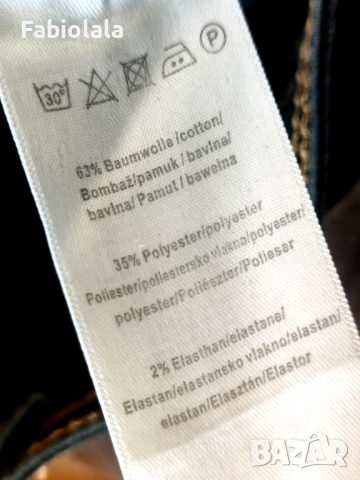 Fabiolala
30°
P
63% Baumwolle/cotton/
Bombaž/pamuk/bavlna/
bavlna/Pamut/bawełna
35% Polyester/polyester
Poliester/poliestersko vlakno/polyester/
polyester/Poliészter/Polieser
2% Elasthan/elastane/
Elastan/elastansko vlakno/elastan/
elastan/Elasztán/Elastor
BAZAR